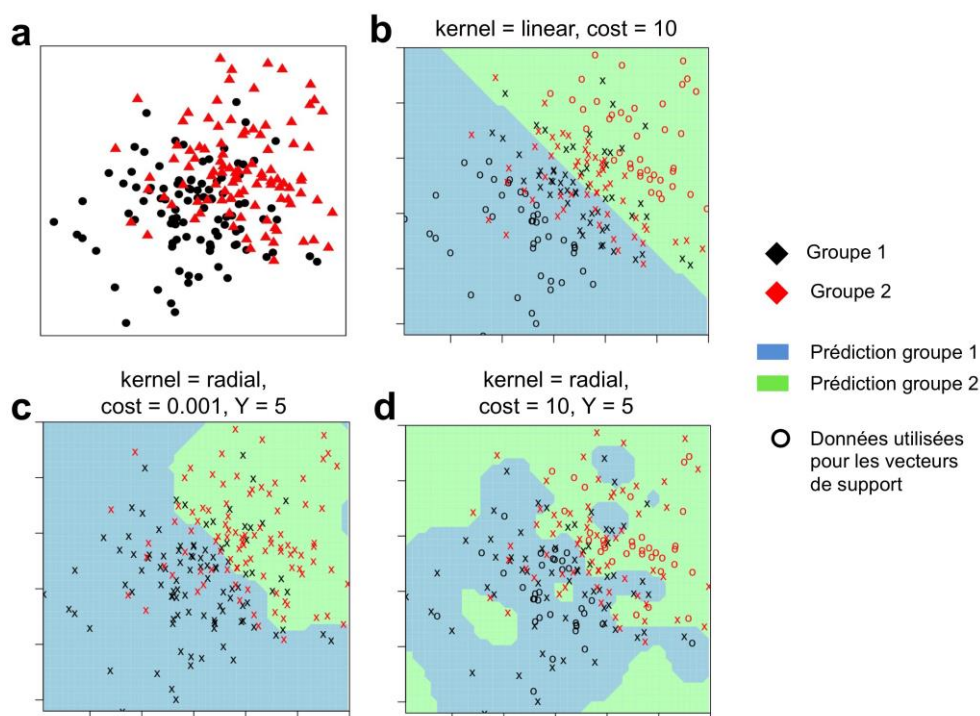 a
b
kernel = linear, cost = 10
Groupe 1
Groupe 2
Prédiction groupe 1
Prédiction groupe 2
Données utilisées
pour les vecteurs
de support
c
kernel = radial,
cost = 0.001, Y = 5
d
kernel = radial,
cost = 10, Y = 5